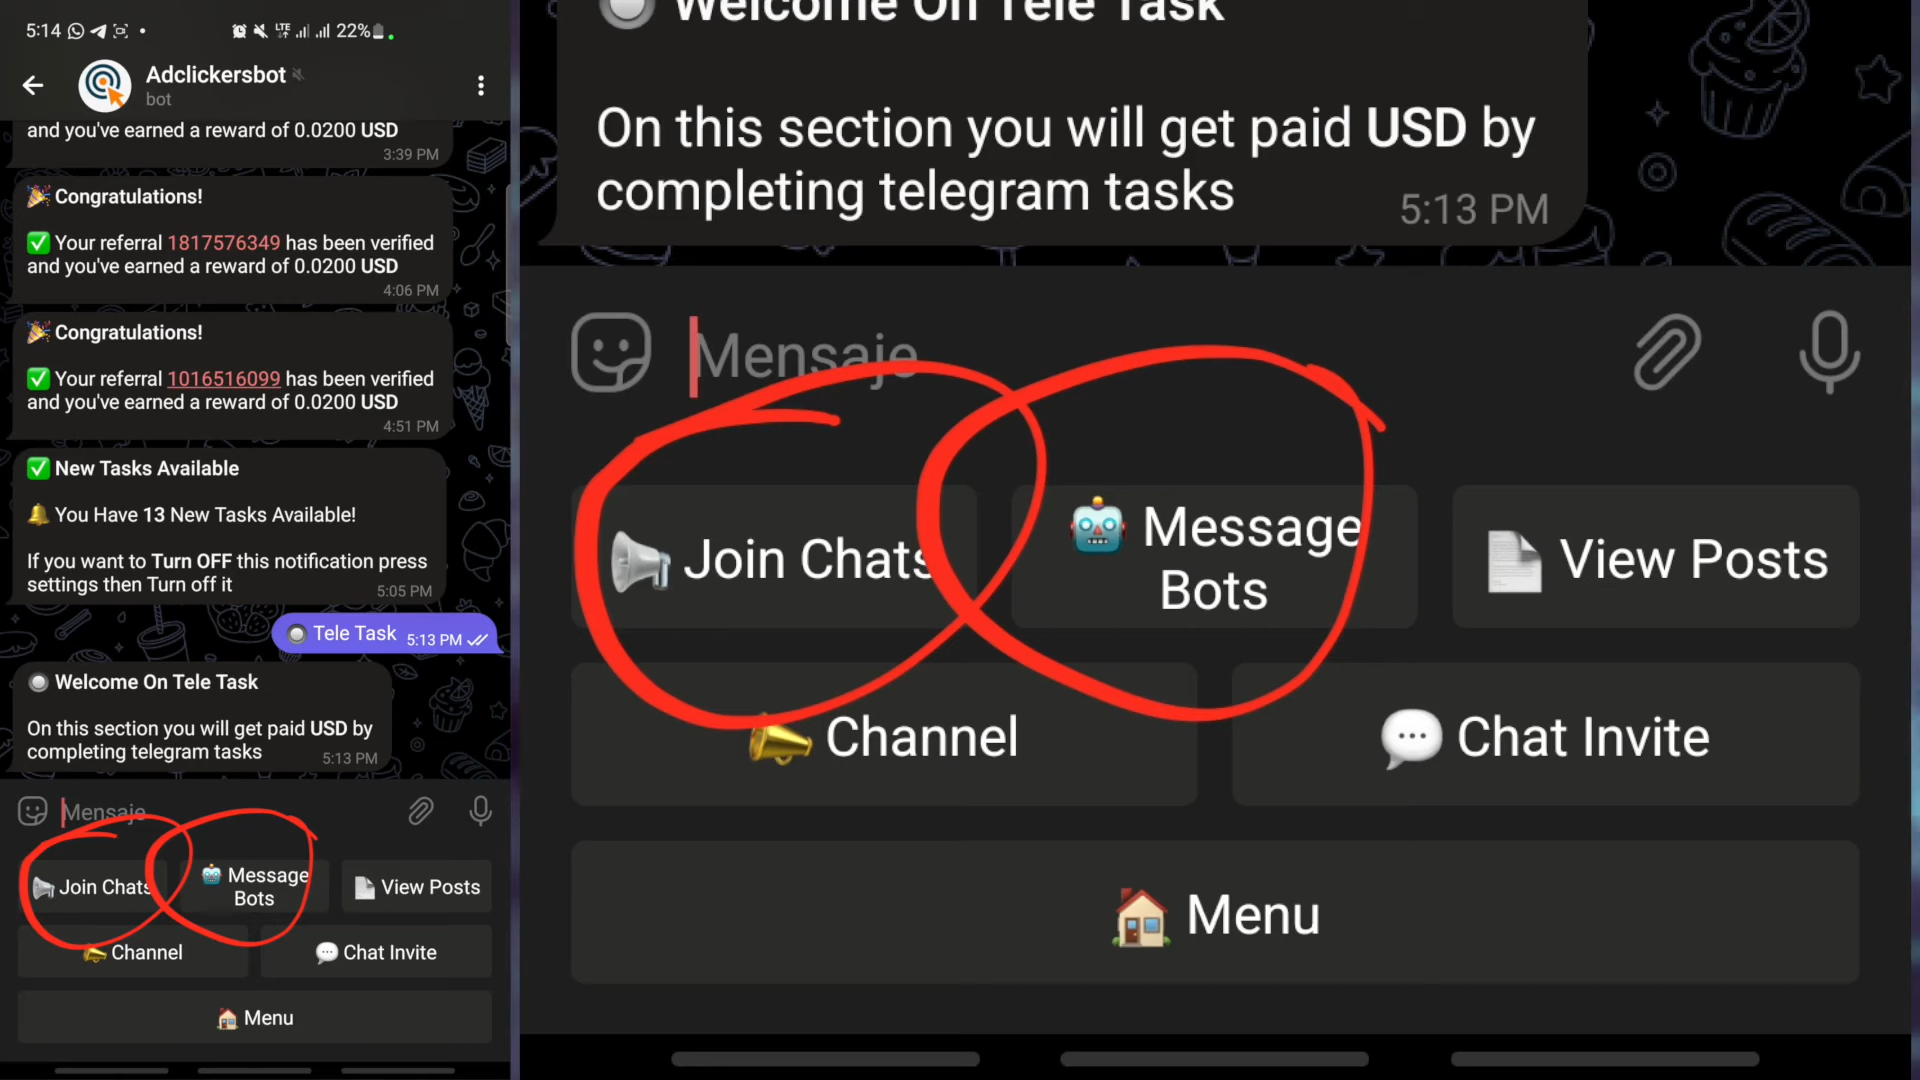 5:14
LTE
22%
Adclickersbot
bot
and you've earned a reward of 0.0200 USD
3:39 PM
🎉 Congratulations!
✅ Your referral 1817576349 has been verified
and you've earned a reward of 0.0200 USD
4:06 PM
🎉 Congratulations!
✅ Your referral 1016516099 has been verified
and you've earned a reward of 0.0200 USD
4:51 PM
✅ New Tasks Available
🔔 You Have 13 New Tasks Available!
If you want to Turn OFF this notification press
settings then Turn off it
5:05 PM
🔘 Tele Task 5:13 PM
🔘 Welcome On Tele Task
On this section you will get paid USD by
completing telegram tasks
5:13 PM
Mensaje
📢 Join Chats
🤖 Message
Bots
📄 View Posts
📣 Channel
💬 Chat Invite
🏠 Menu
🔘 Welcome On Tele Task
On this section you will get paid USD by
completing telegram tasks
5:13 PM
Mensaje
📢 Join Chats
🤖 Message
Bots
📄 View Posts
📣 Channel
💬 Chat Invite
🏠 Menu